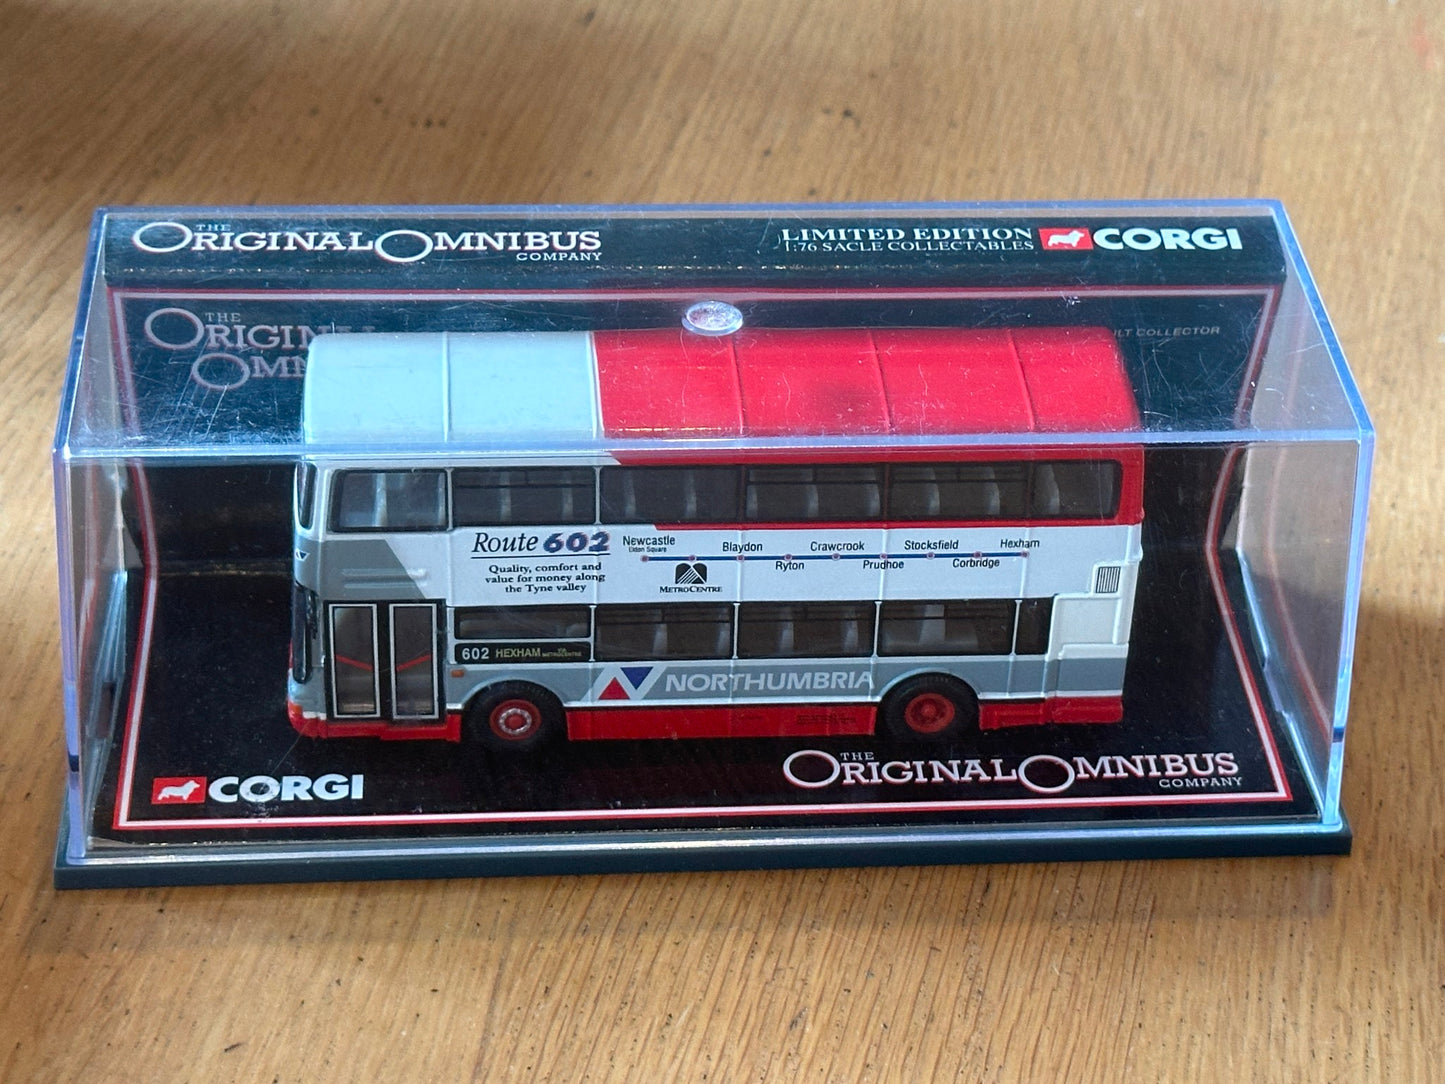 THE
ORIGINAL OMNIBUS
COMPANY
LIMITED EDITION
1:76 SACLE COLLECTABLES
CORGI
THE
ORIGINAL
COLLECTOR
Route 602
Quality, comfort and
value for money along
the Tyne valley
Newcastle
Eldon Square
METROCENTRE
Blaydon
Ryton
Crawcrook
Prudhoe
Stocksfield
Corbridge
Hexham
602 HEXHAM VIA METROCENTRE
NORTHUMBRIA
CORGI
THE
ORIGINAL OMNIBUS
COMPANY